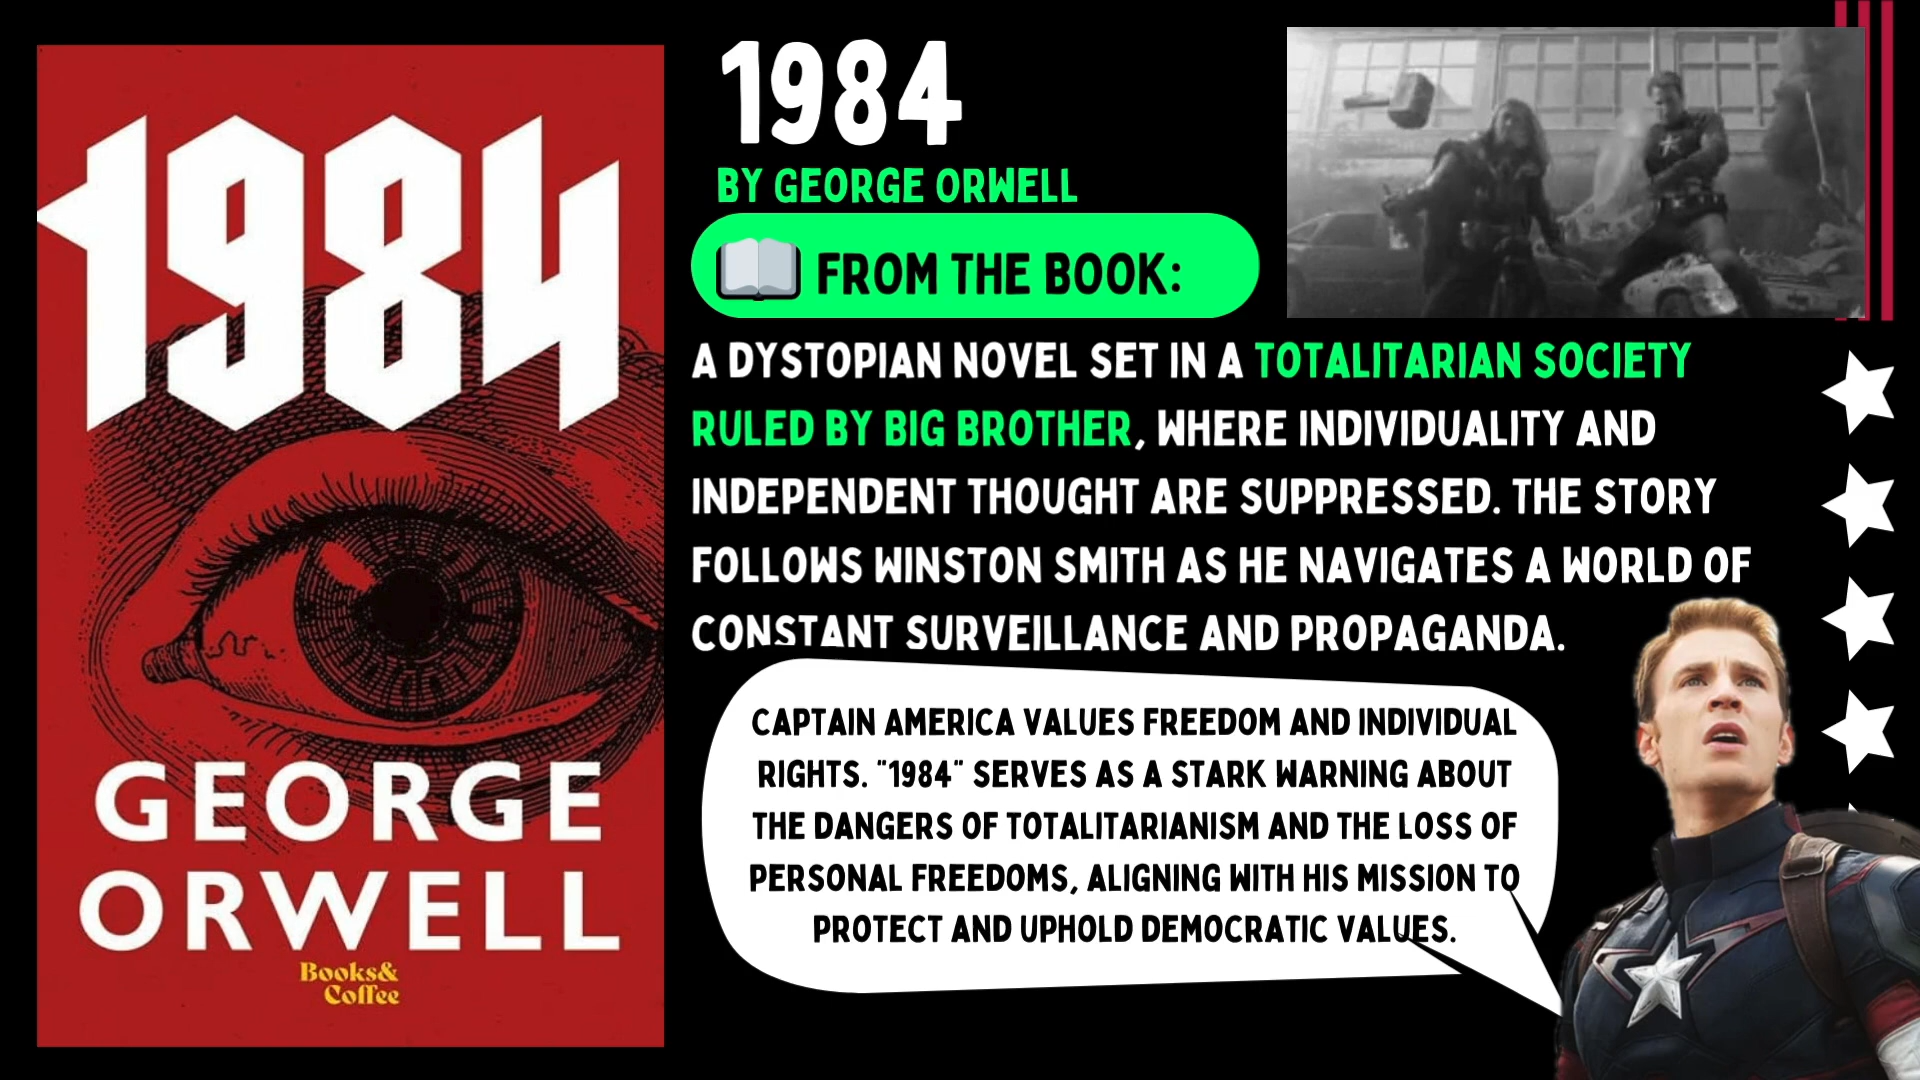 1984
GEORGE
ORWELL
Books&
Coffee
1984
BY GEORGE ORWELL
FROM THE BOOK:
A DYSTOPIAN NOVEL SET IN A TOTALITARIAN SOCIETY
RULED BY BIG BROTHER, WHERE INDIVIDUALITY AND
INDEPENDENT THOUGHT ARE SUPPRESSED. THE STORY
FOLLOWS WINSTON SMITH AS HE NAVIGATES A WORLD OF
CONSTANT SURVEILLANCE AND PROPAGANDA.
CAPTAIN AMERICA VALUES FREEDOM AND INDIVIDUAL
RIGHTS. "1984" SERVES AS A STARK WARNING ABOUT
THE DANGERS OF TOTALITARIANISM AND THE LOSS OF
PERSONAL FREEDOMS, ALIGNING WITH HIS MISSION TO
PROTECT AND UPHOLD DEMOCRATIC VALUES.